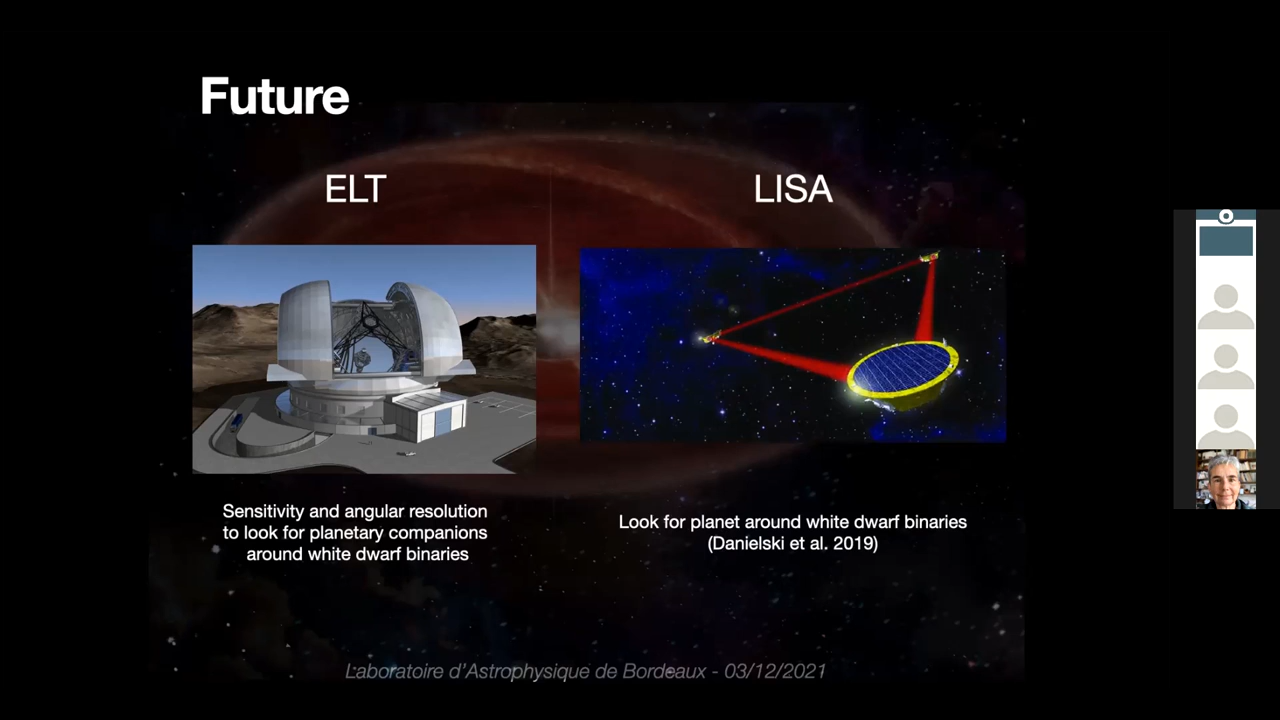 Future
ELT
LISA
Sensitivity and angular resolution
to look for planetary companions
around white dwarf binaries
Look for planet around white dwarf binaries
(Danielski et al. 2019)
Laboratoire d'Astrophysique de Bordeaux - 03/12/2021